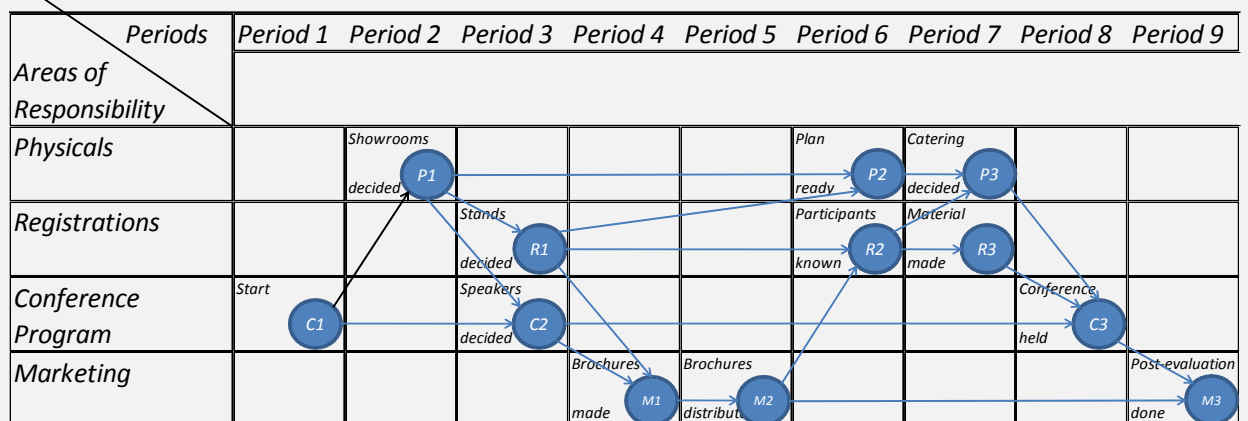 Periods
Period 1 Period 2 Period 3 Period 4 Period 5 Period 6 Period 7 Period 8 Period 9
Areas of
Responsibility
Physicals
Showrooms
decided
P1
Plan
ready
P2
Catering
decided
P3
Registrations
Stands
decided
R1
Participants
known
R2
Material
made
R3
Conference
Program
Start
C1
Speakers
decided
C2
Conference
held
C3
Marketing
Brochures
made
M1
Brochures
distribut
M2
Post-evaluation
done
M3